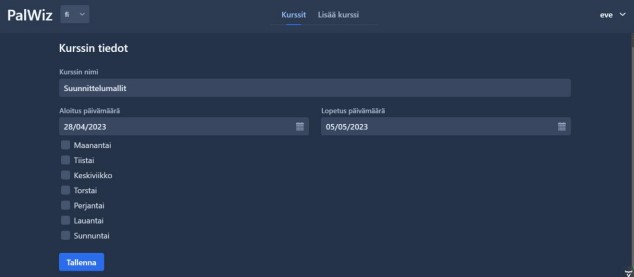 PalWiz fi Kurssit Lisää kurssi eve
Kurssin tiedot
Kurssin nimi
Suunnittelumallit
Aloitus päivämäärä Lopetus päivämäärä
28/04/2023 05/05/2023
Maanantai
Tiistai
Keskiviikko
Torstai
Perjantai
Lauantai
Sunnuntai
Tallenna